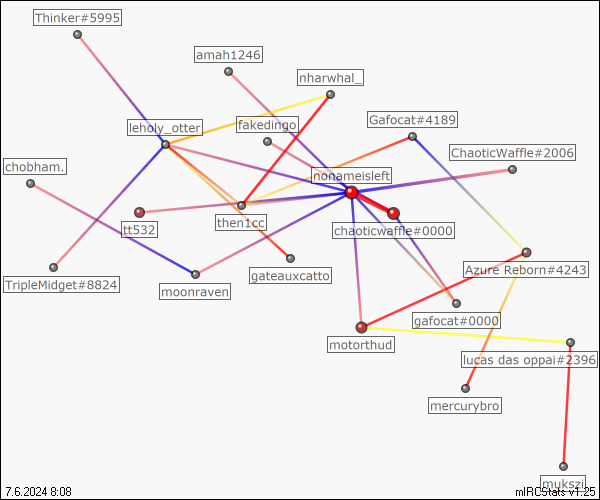 Thinker#5995
amah1246
nharwhal_
leholy_otter
fakedingo
Gafocat#4189
chobham.
nonameisleft
ChaoticWaffle#2006
tt532
then1cc
chaoticwaffle#0000
TripleMidget#8824
moonraven
gateauxcatto
Azure Reborn#4243
gafocat#0000
motorthud
lucas das oppai#2396
mercurybro
mukszi
7.6.2024 8:08
mIRCStats v1.25